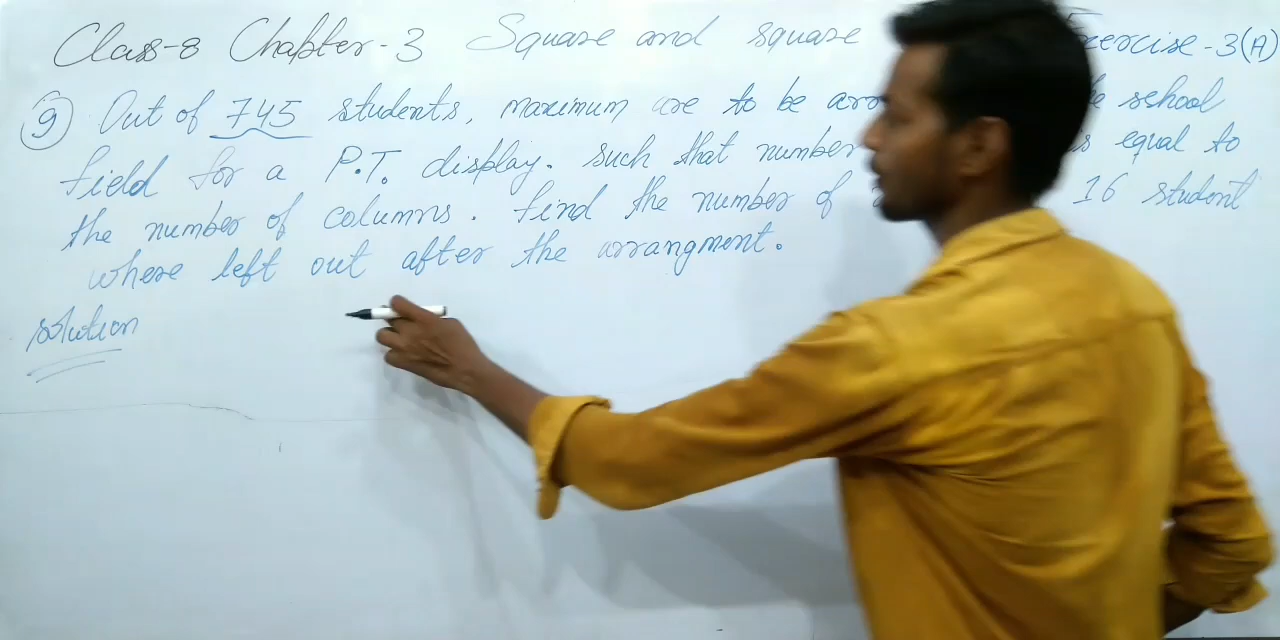 Class-8 Chapter-3 Square and square Exercise-3(A)
(9) Out of 745 students, maximum are to be school
field for a P.T. display. such that number is equal to
the number of columns. find the number of 16 student
where left out after the arrangment.
solution